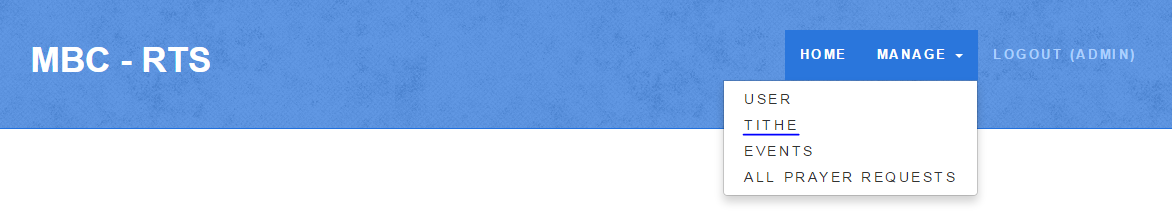 MBC - RTS
HOME MANAGE LOGOUT (ADMIN)
USER
TITHE
EVENTS
ALL PRAYER REQUESTS